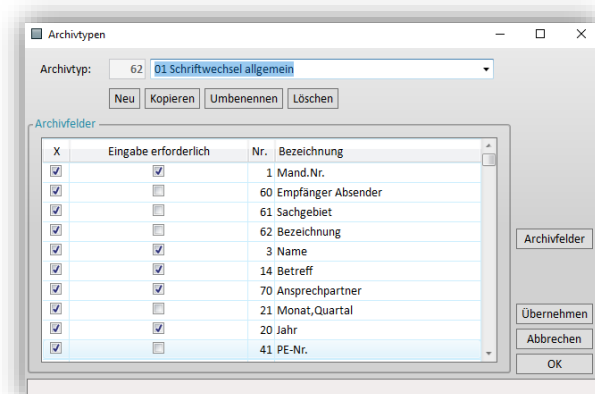 Archivtypen
Archivtyp: 62 01 Schriftwechsel allgemein
Neu Kopieren Umbenennen Löschen
Archivfelder
X Eingabe erforderlich Nr. Bezeichnung
1 Mand.Nr.
60 Empfänger Absender
61 Sachgebiet
62 Bezeichnung
3 Name
14 Betreff
70 Ansprechpartner
21 Monat,Quartal
20 Jahr
41 PE-Nr.
Archivfelder
Übernehmen
Abbrechen
OK